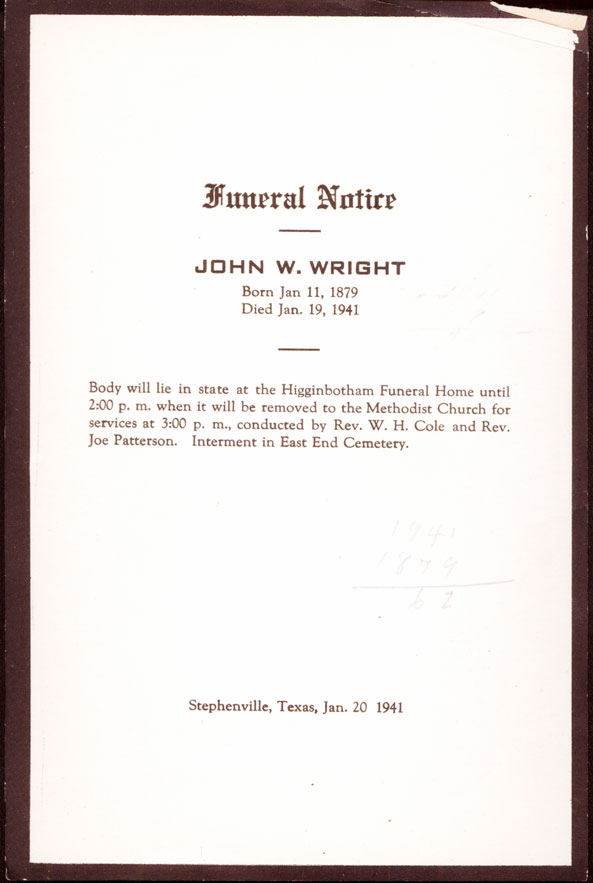 Funeral Notice
JOHN W. WRIGHT
Born Jan 11, 1879
Died Jan. 19, 1941
Body will lie in state at the Higginbotham Funeral Home until
2:00 p. m. when it will be removed to the Methodist Church for
services at 3:00 p. m., conducted by Rev. W. H. Cole and Rev.
Joe Patterson. Interment in East End Cemetery.
1941
1879
62
Stephenville, Texas, Jan. 20 1941